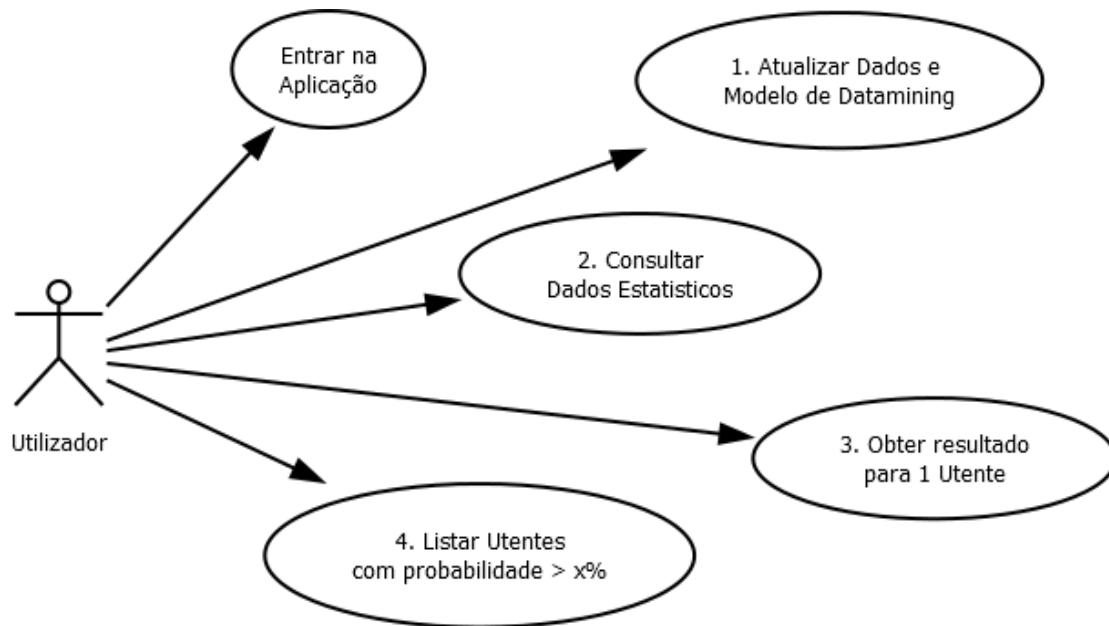 Entrar na
Aplicação
1. Atualizar Dados e
Modelo de Datamining
2. Consultar
Dados Estatisticos
Utilizador
3. Obter resultado
para 1 Utente
4. Listar Utentes
com probabilidade > x%